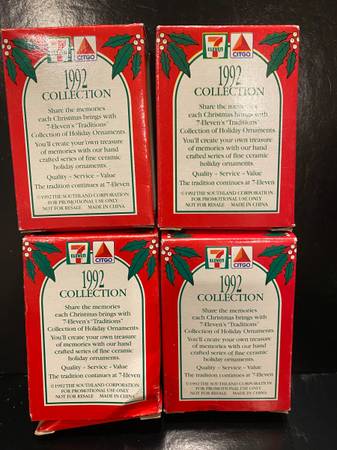 7
ELEVEN
CITGO
1992
COLLECTION
Share the memories
each Christmas brings with
7-Eleven's "Traditions"
Collection of Holiday Ornaments.
You'll create your own treasure
of memories with our hand
crafted series of fine ceramic
holiday ornaments.
Quality – Service – Value
The tradition continues at 7-Eleven
©1992 THE SOUTHLAND CORPORATION
FOR PROMOTIONAL USE ONLY
NOT FOR RESALE MADE IN CHINA
7
ELEVEN
CITGO
1992
COLLECTION
Share the memories
each Christmas brings with
7-Eleven's "Traditions"
Collection of Holiday Ornaments.
You'll create your own treasure
of memories with our hand
crafted series of fine ceramic
holiday ornaments.
Quality – Service – Value
The tradition continues at 7-Eleven
©1992 THE SOUTHLAND CORPORATION
FOR PROMOTIONAL USE ONLY
NOT FOR RESALE MADE IN CHINA
7
ELEVEN
CITGO
1992
COLLECTION
Share the memories
each Christmas brings with
7-Eleven's "Traditions"
Collection of Holiday Ornaments.
You'll create your own treasure
of memories with our hand
crafted series of fine ceramic
holiday ornaments.
Quality – Service – Value
The tradition continues at 7-Eleven
©1992 THE SOUTHLAND CORPORATION
FOR PROMOTIONAL USE ONLY
NOT FOR RESALE MADE IN CHINA
7
ELEVEN
CITGO
1992
COLLECTION
Share the memories
each Christmas brings with
7-Eleven's "Traditions"
Collection of Holiday Ornaments.
You'll create your own treasure
of memories with our hand
crafted series of fine ceramic
holiday ornaments.
Quality – Service – Value
The tradition continues at 7-Eleven
©1992 THE SOUTHLAND CORPORATION
FOR PROMOTIONAL USE ONLY
NOT FOR RESALE MADE IN CHINA